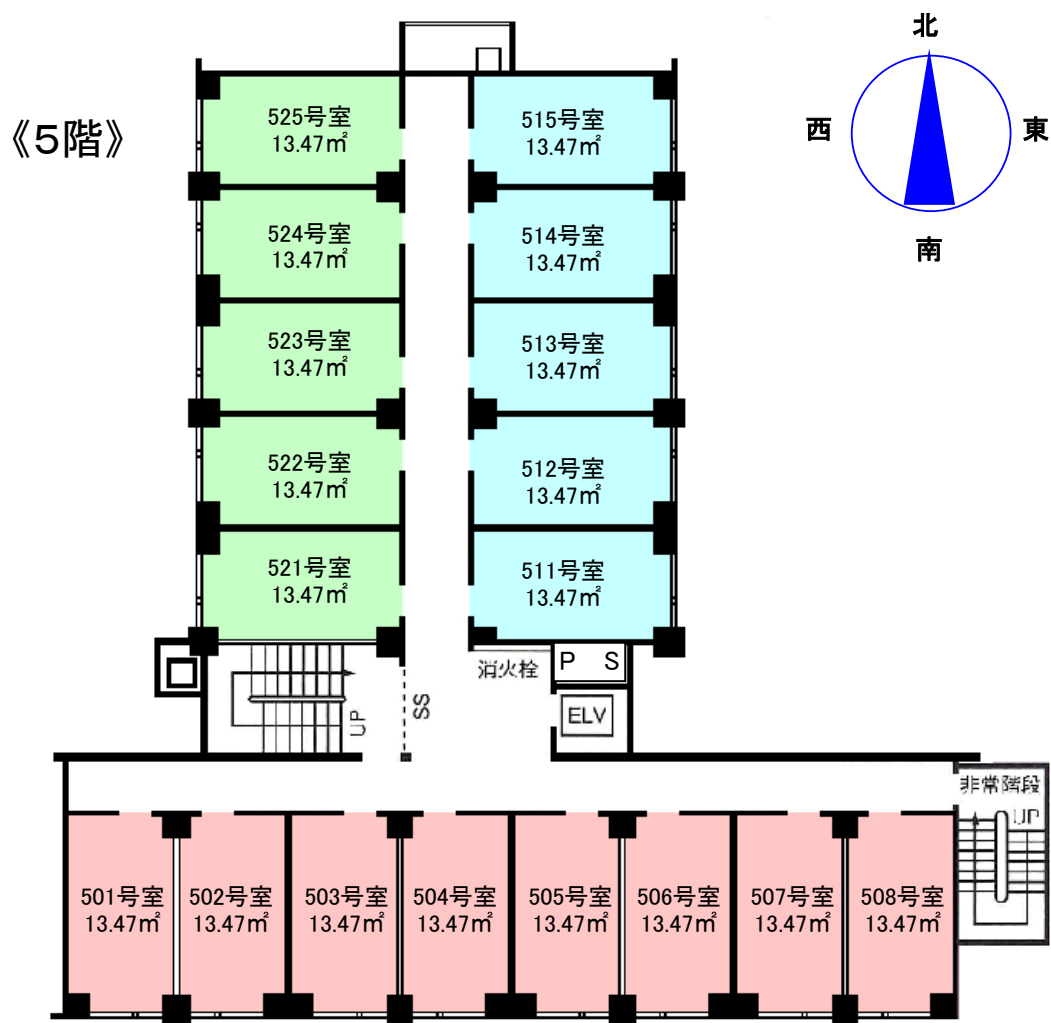 《5階》
北
西
東
南
525号室
13.47㎡
515号室
13.47㎡
524号室
13.47㎡
514号室
13.47㎡
523号室
13.47㎡
513号室
13.47㎡
522号室
13.47㎡
512号室
13.47㎡
521号室
13.47㎡
511号室
13.47㎡
消火栓
P S
UP
SS
ELV
非常階段
UP
501号室
13.47㎡
502号室
13.47㎡
503号室
13.47㎡
504号室
13.47㎡
505号室
13.47㎡
506号室
13.47㎡
507号室
13.47㎡
508号室
13.47㎡